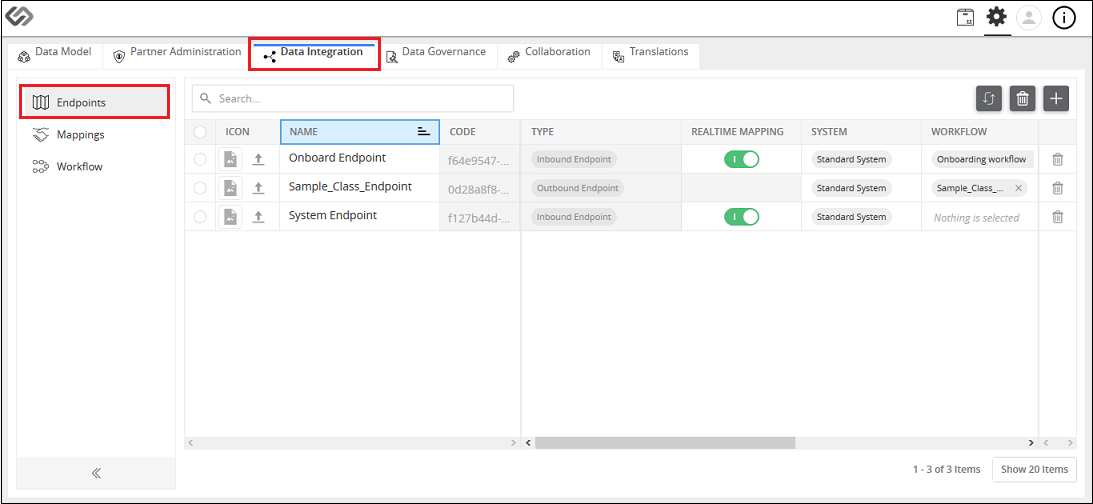 Data Model
Partner Administration
Data Integration
Data Governance
Collaboration
Translations
Endpoints
Mappings
Workflow
Search...
ICON NAME CODE TYPE REALTIME MAPPING SYSTEM WORKFLOW
Onboard Endpoint f64e9547-... Inbound Endpoint Standard System Onboarding workflow
Sample_Class_Endpoint 0d28a8f8-... Outbound Endpoint Standard System Sample_Class_...
System Endpoint f127b44d-... Inbound Endpoint Standard System Nothing is selected
1 - 3 of 3 Items Show 20 Items